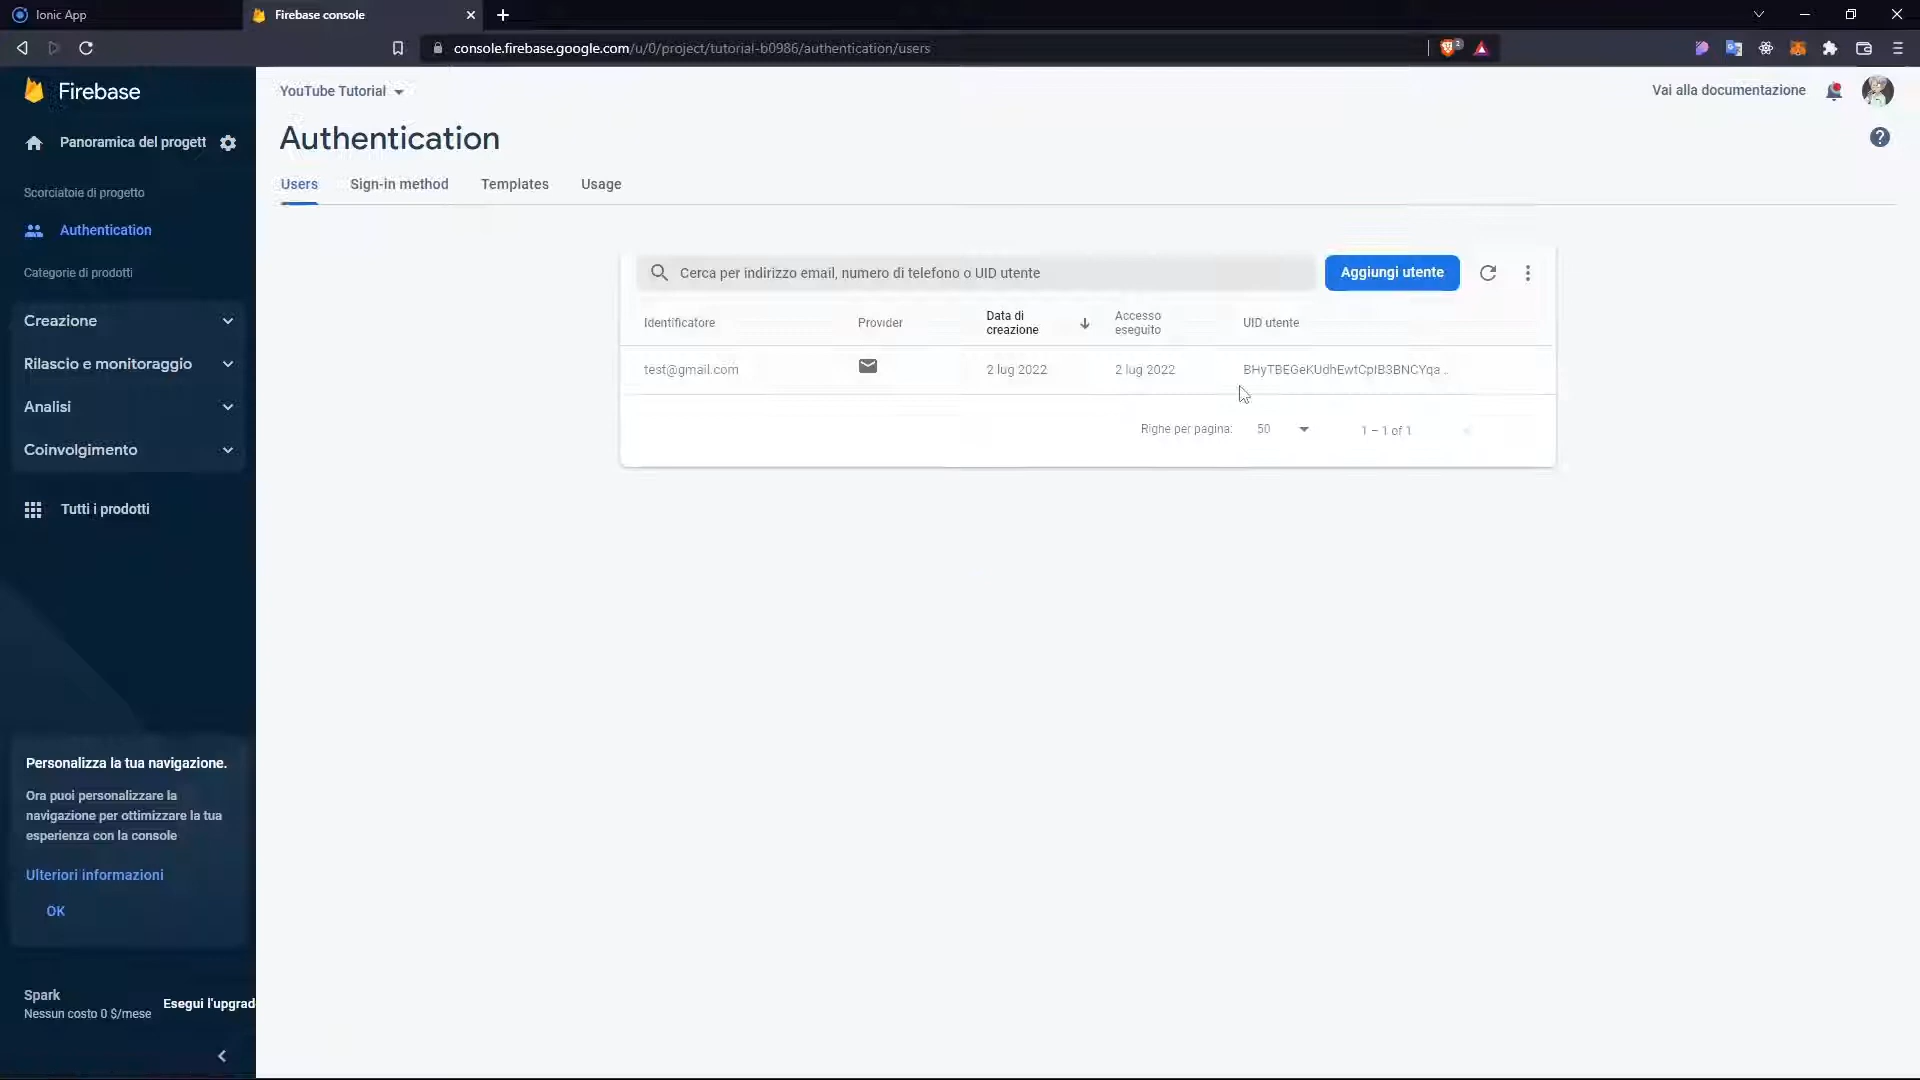 Ionic App
Firebase console
console.firebase.google.com/u/0/project/tutorial-b0986/authentication/users
2
Firebase
YouTube Tutorial
Vai alla documentazione
Panoramica del progett
Authentication
Scorciatoie di progetto
Users
Sign-in method
Templates
Usage
Authentication
Categorie di prodotti
Creazione
Rilascio e monitoraggio
Analisi
Coinvolgimento
Tutti i prodotti
Cerca per indirizzo email, numero di telefono o UID utente
Aggiungi utente
Identificatore
Provider
Data di
creazione
Accesso
eseguito
UID utente
test@gmail.com
2 lug 2022
2 lug 2022
Righe per pagina:
50
1 – 1 of 1
Personalizza la tua navigazione.
Ora puoi personalizzare la
navigazione per ottimizzare la tua
esperienza con la console
Ulteriori informazioni
OK
Spark
Nessun costo 0 $/mese
Esegui l'upgrad